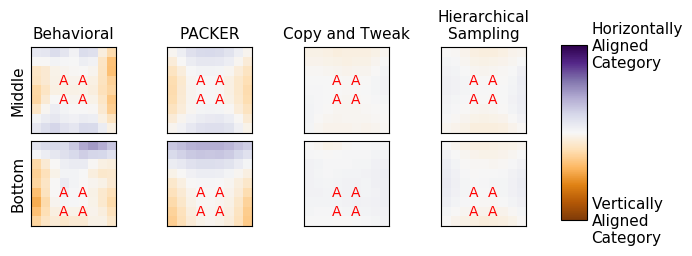 Behavioral
PACKER
Copy and Tweak
Hierarchical
Sampling
Horizontally
Aligned
Category
Middle
A A
A A
A A
A A
A A
A A
A A
A A
Bottom
A A
A A
A A
A A
A A
A A
A A
A A
Vertically
Aligned
Category